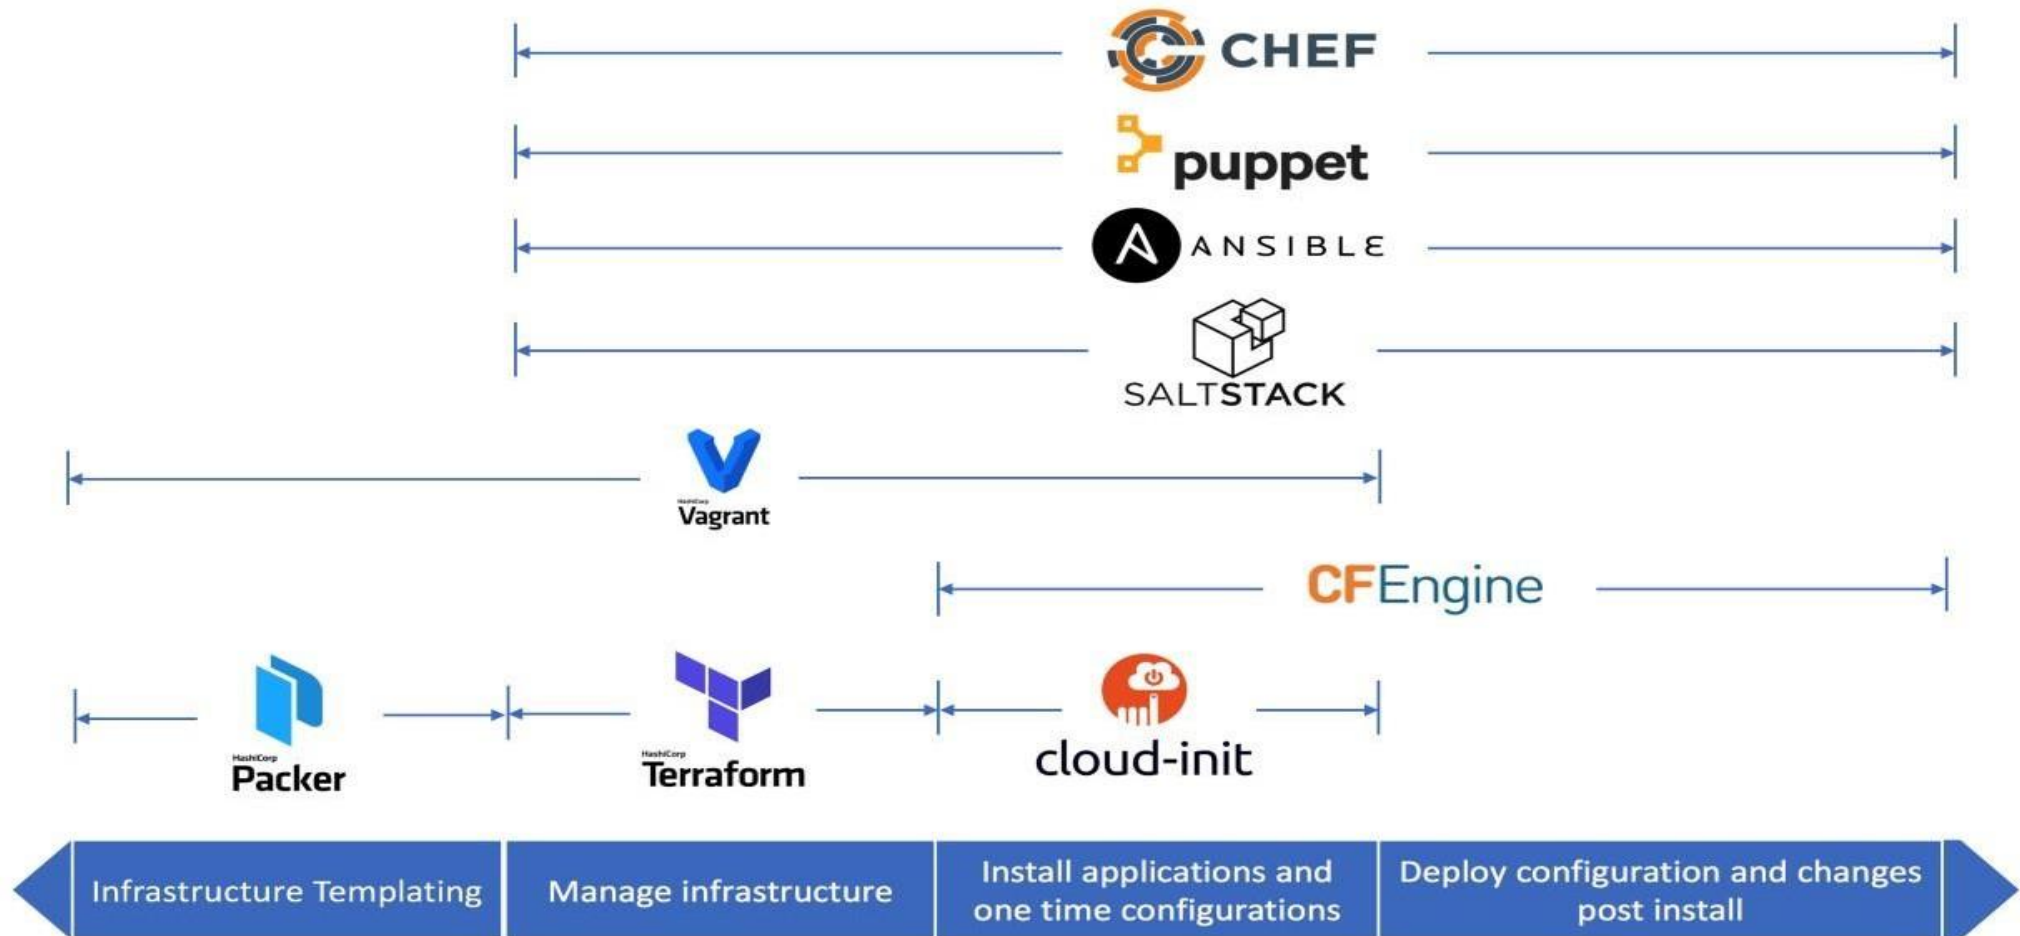 CHEF
puppet
ANSIBLE
SALTSTACK
HashiCorp
Vagrant
CFEngine
HashiCorp
Packer
HashiCorp
Terraform
cloud-init
Infrastructure Templating
Manage infrastructure
Install applications and
one time configurations
Deploy configuration and changes
post install